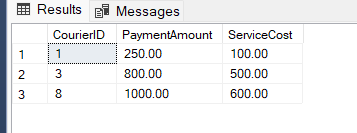 Results Messages
CourierID PaymentAmount ServiceCost
1 1 250.00 100.00
2 3 800.00 500.00
3 8 1000.00 600.00